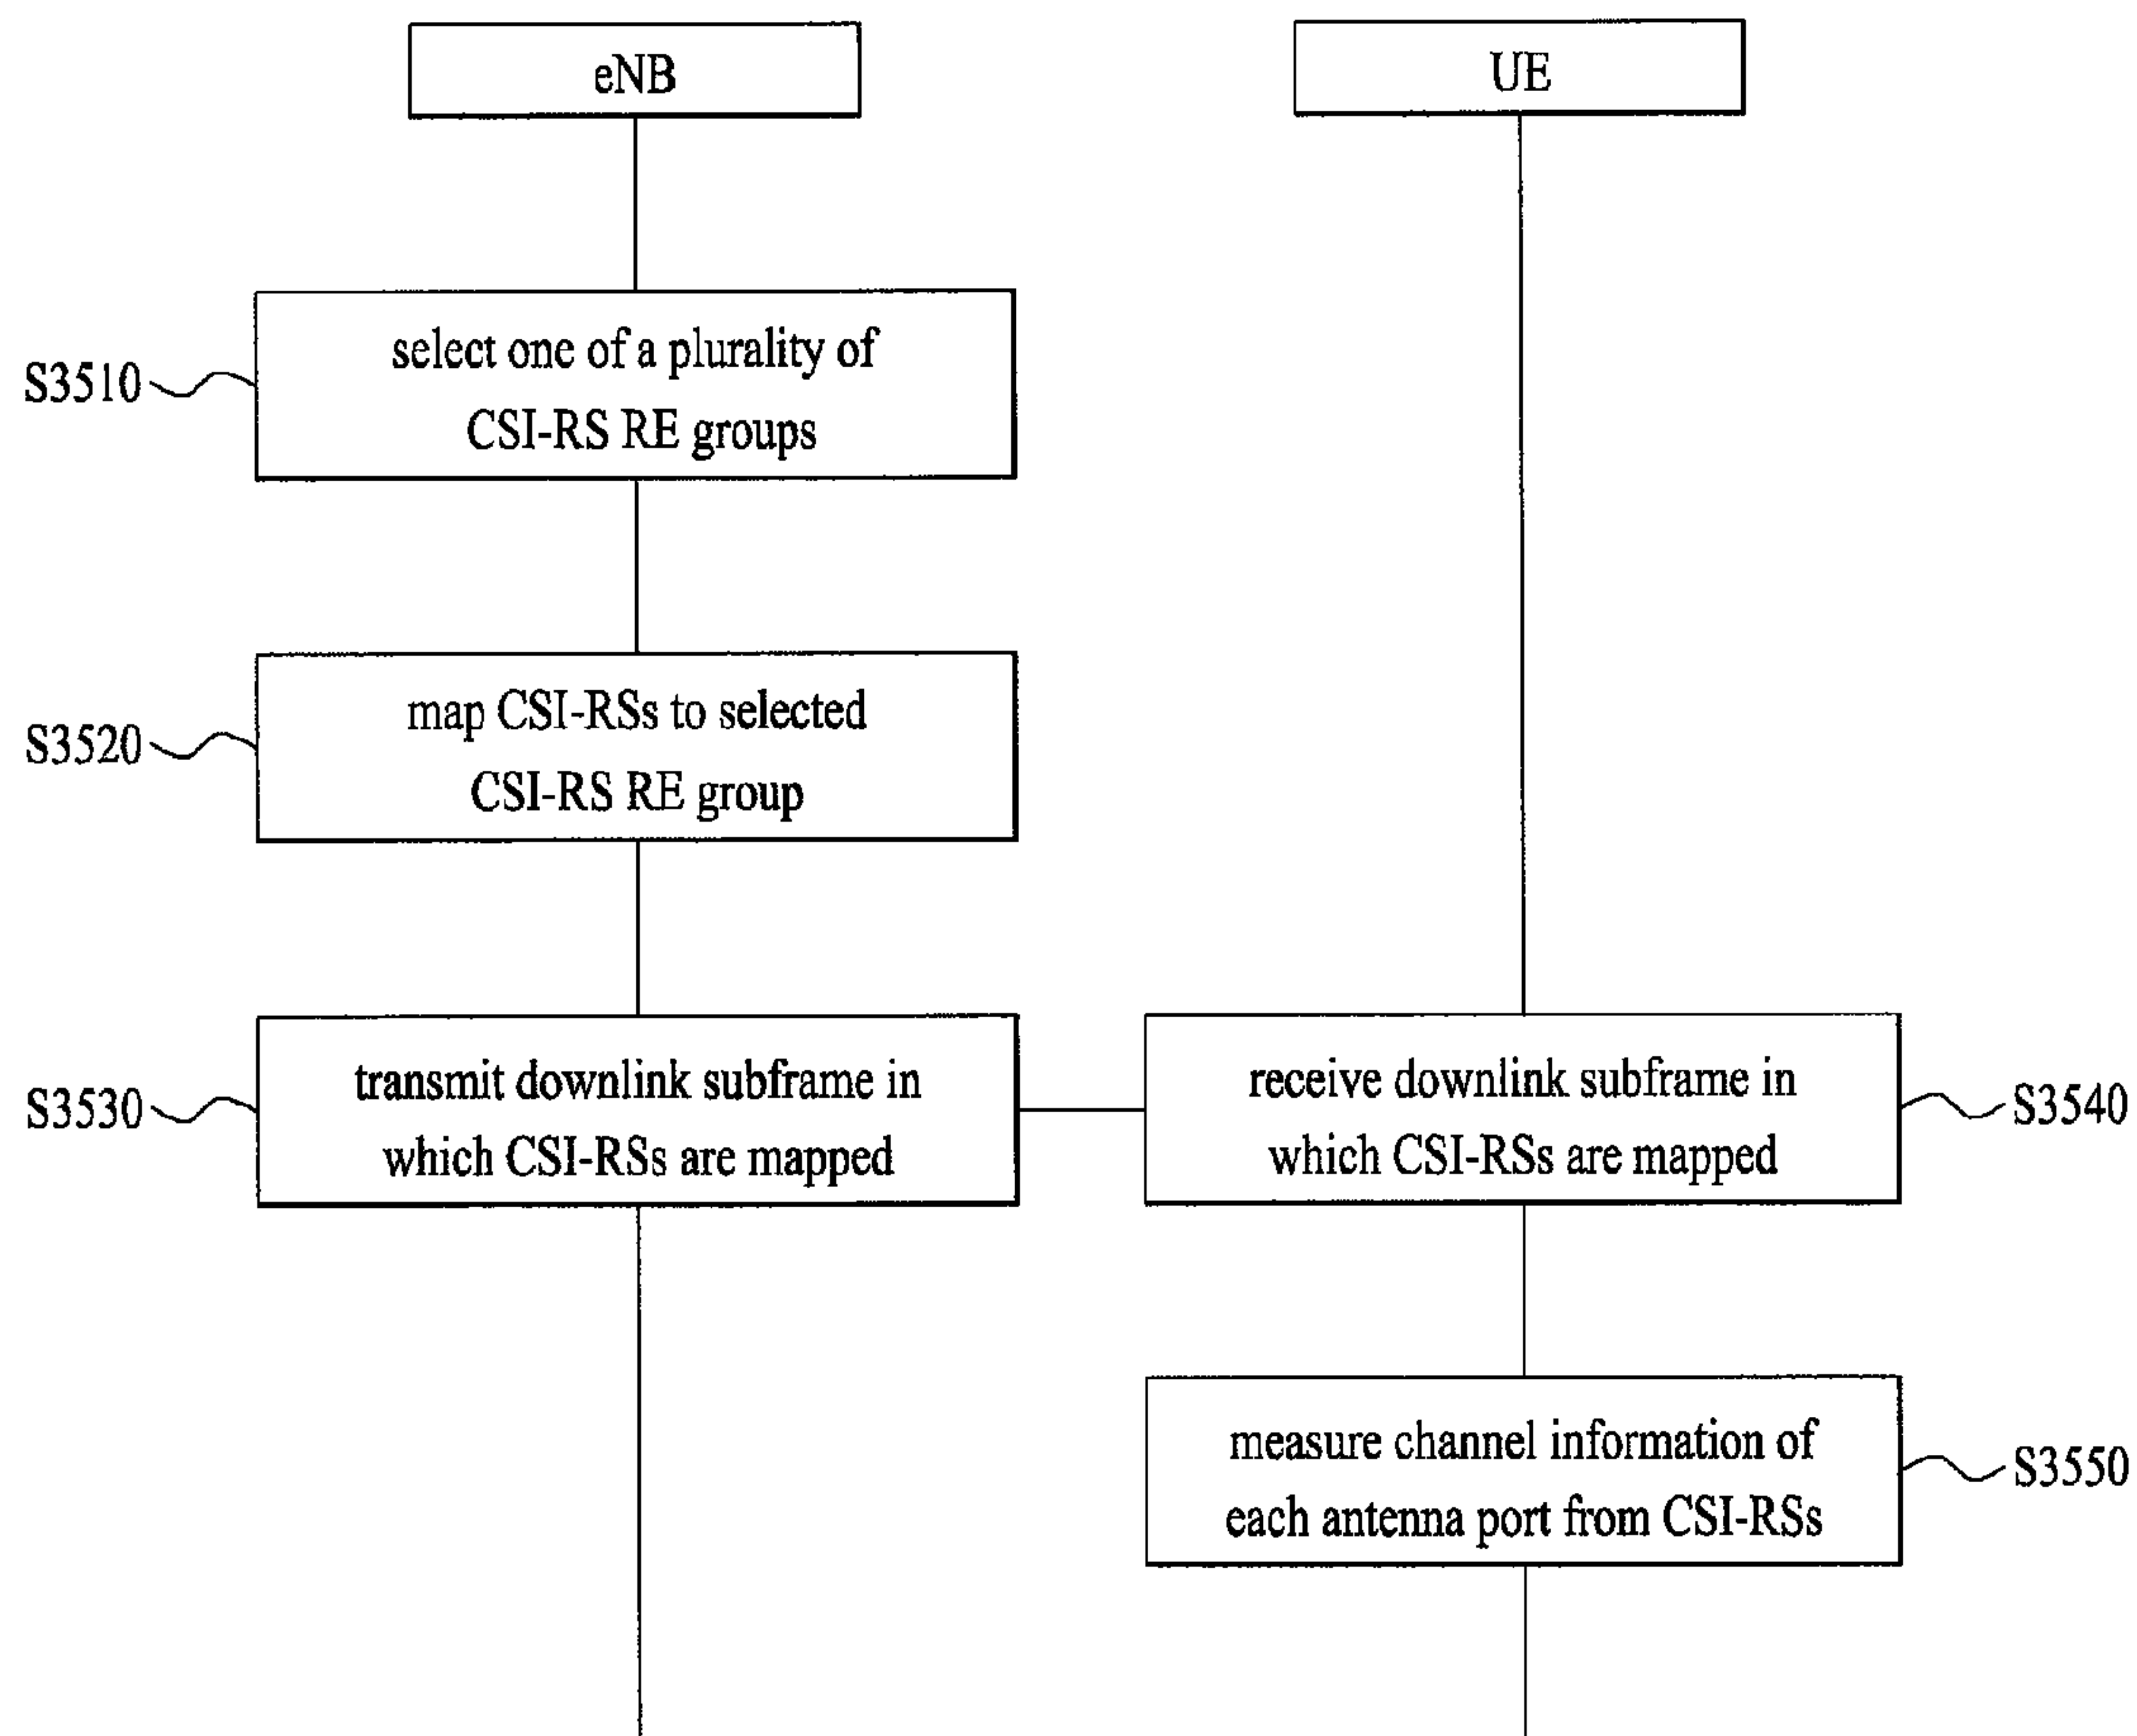 eNB
UE
S3510
select one of a plurality of
CSI-RS RE groups
S3520
map CSI-RSs to selected
CSI-RS RE group
S3530
transmit downlink subframe in
which CSI-RSs are mapped
receive downlink subframe in
which CSI-RSs are mapped
S3540
measure channel information of
each antenna port from CSI-RSs
S3550